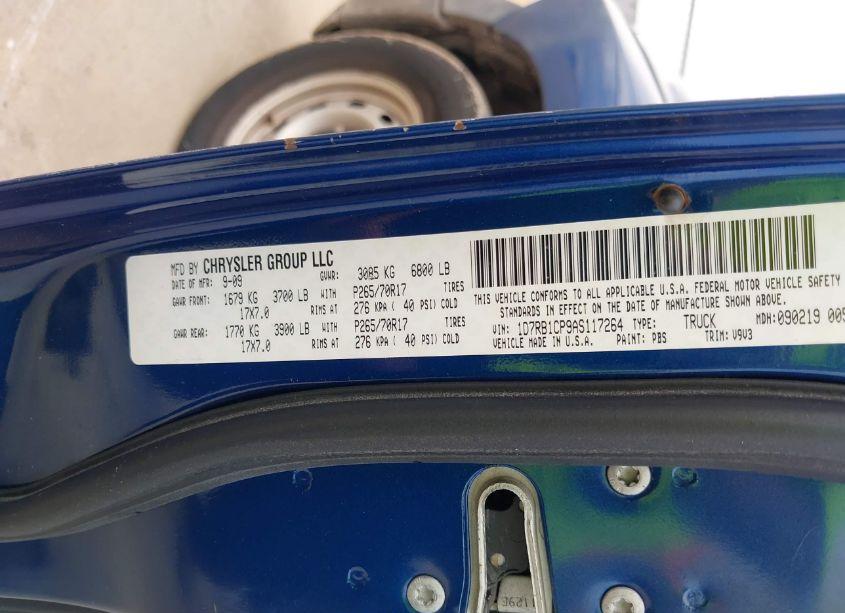 MFD BY CHRYSLER GROUP LLC
DATE OF MFR: 9-09 GVWR: 3085 KG 6800 LB
GAWR FRONT: 1679 KG 3700 LB WITH P265/70R17 TIRES
17X7.0 RIMS AT 276 KPA ( 40 PSI) COLD
GAWR REAR: 1770 KG 3900 LB WITH P265/70R17 TIRES
17X7.0 RIMS AT 276 KPA ( 40 PSI) COLD
THIS VEHICLE CONFORMS TO ALL APPLICABLE U.S.A. FEDERAL MOTOR VEHICLE SAFETY
STANDARDS IN EFFECT ON THE DATE OF MANUFACTURE SHOWN ABOVE.
VIN: 1D7RB1CP9AS117264 TYPE: TRUCK MDH: 090219 005
VEHICLE MADE IN U.S.A. PAINT: PBS TRIM: V9V3